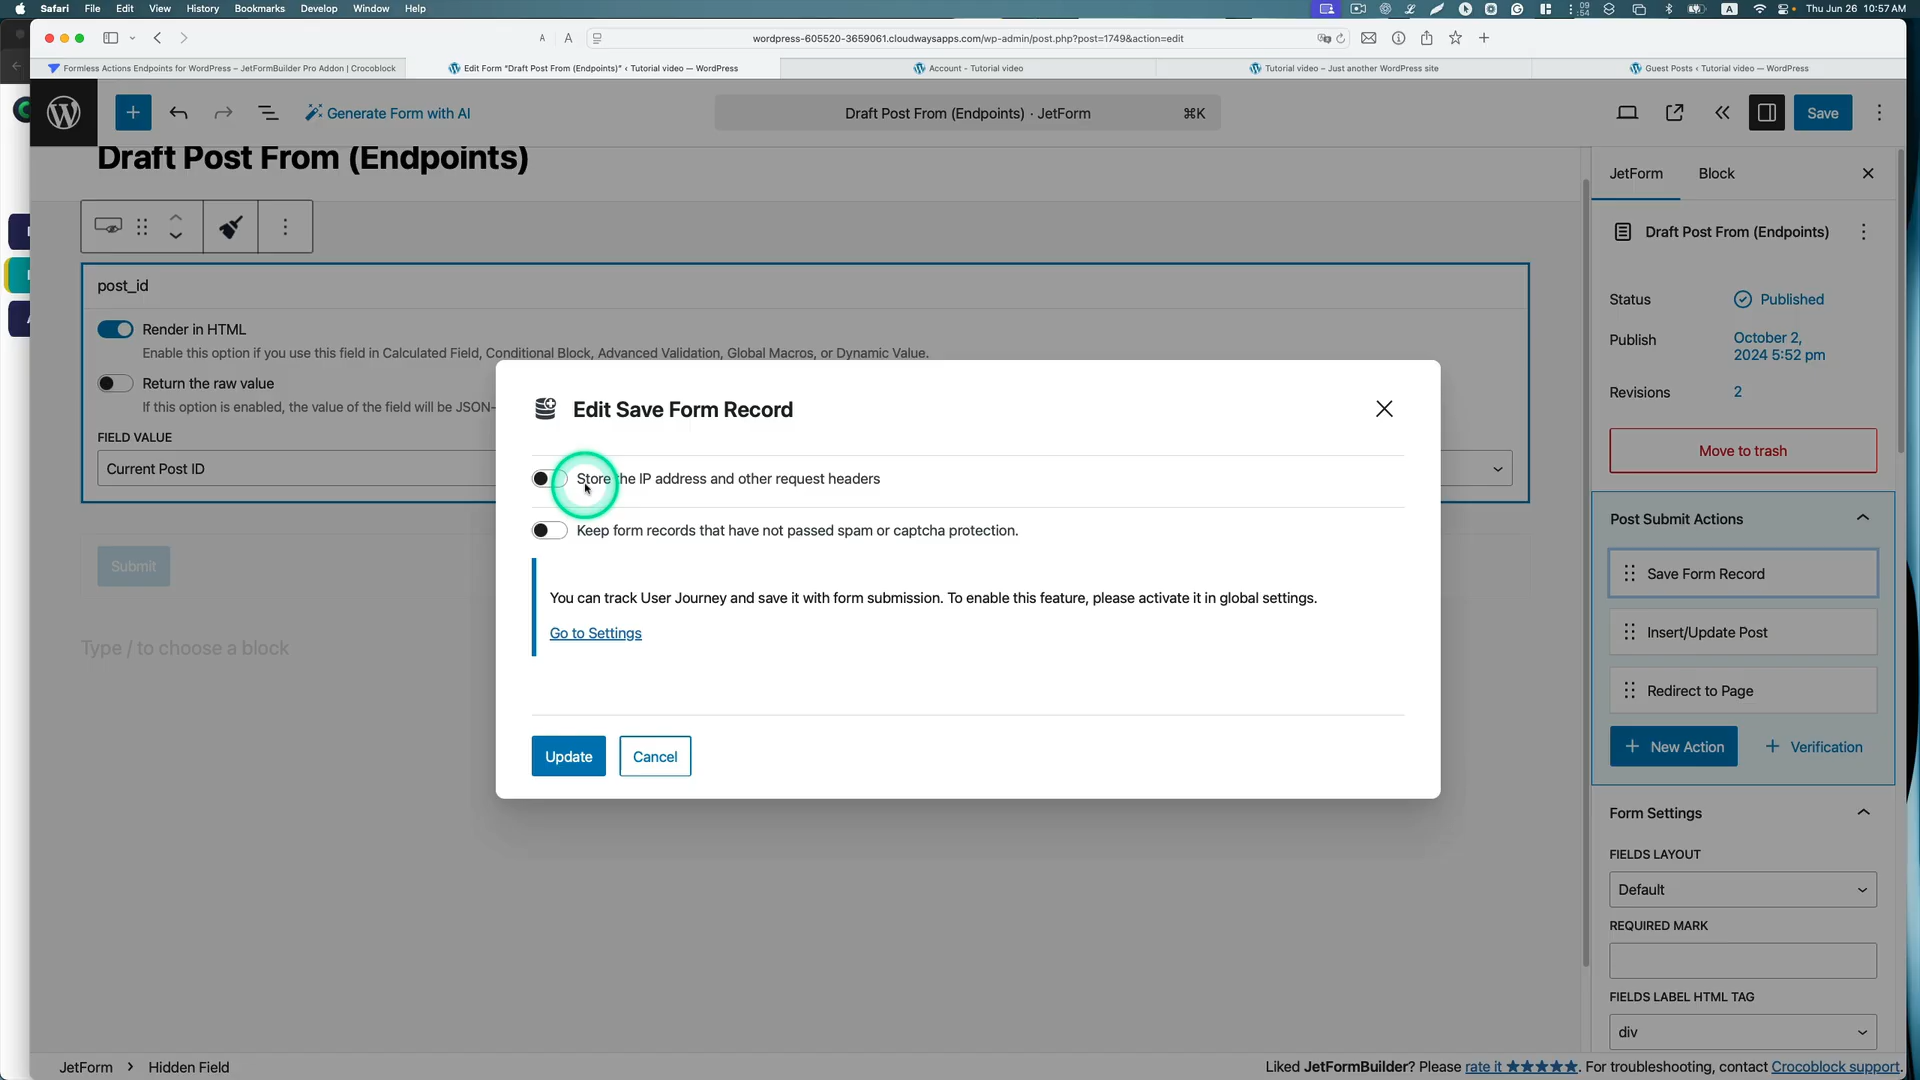 Safari File Edit View History Bookmarks Develop Window Help
Thu Jun 26 10:57 AM
wordpress-605520-3659061.cloudwaysapps.com/wp-admin/post.php?post=1749&action=edit
Formless Actions Endpoints for WordPress – JetFormBuilder Pro Addon | Crocoblock
Edit Form "Draft Post From (Endpoints)" ‹ Tutorial video — WordPress
Account - Tutorial video
Tutorial video – Just another WordPress site
Guest Posts ‹ Tutorial video — WordPress
Generate Form with AI
Draft Post From (Endpoints) · JetForm ⌘K
Save
Draft Post From (Endpoints)
post_id
Render in HTML
Enable this option if you use this field in Calculated Field, Conditional Block, Advanced Validation, Global Macros, or Dynamic Value.
Return the raw value
If this option is enabled, the value of the field will be JSON-
FIELD VALUE
Current Post ID
Submit
Type / to choose a block
Edit Save Form Record
Store the IP address and other request headers
Keep form records that have not passed spam or captcha protection.
You can track User Journey and save it with form submission. To enable this feature, please activate it in global settings.
Go to Settings
Update
Cancel
JetForm
Block
Draft Post From (Endpoints)
Status
Published
Publish
October 2,
2024 5:52 pm
Revisions
2
Move to trash
Post Submit Actions
Save Form Record
Insert/Update Post
Redirect to Page
New Action
Verification
Form Settings
FIELDS LAYOUT
Default
REQUIRED MARK
FIELDS LABEL HTML TAG
div
JetForm › Hidden Field
Liked JetFormBuilder? Please rate it ★★★★★. For troubleshooting, contact Crocoblock support.